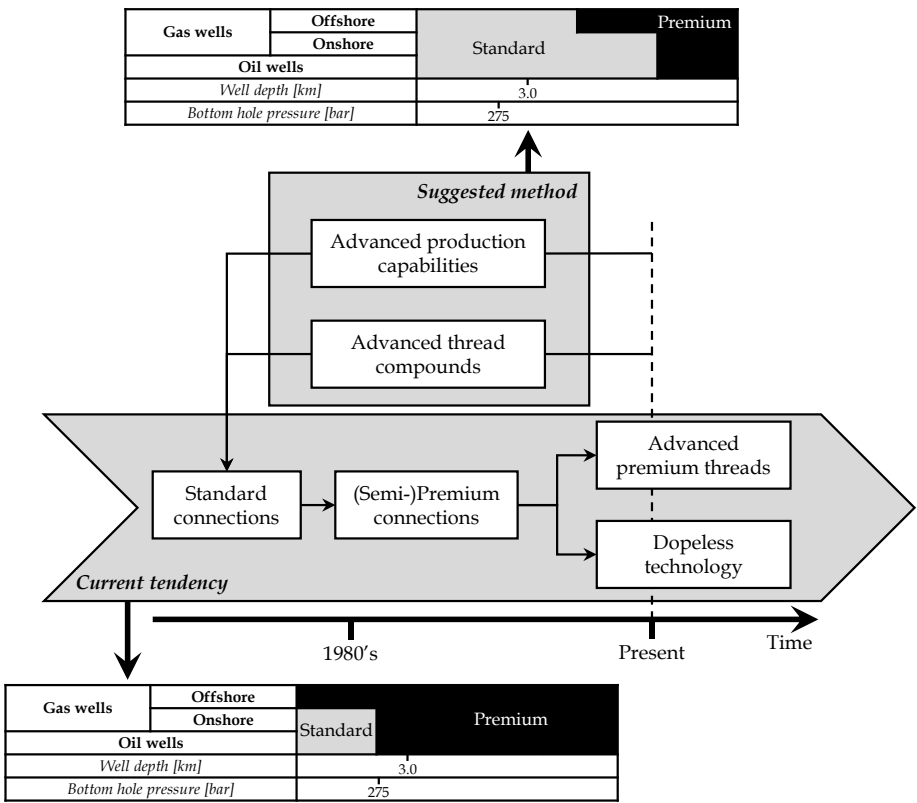 Gas wells
Offshore
Onshore
Oil wells
Well depth [km]
Bottom hole pressure [bar]
Standard
Premium
3.0
275
Suggested method
Advanced production
capabilities
Advanced thread
compounds
Standard
connections
(Semi-)Premium
connections
Advanced
premium threads
Dopeless
technology
Current tendency
1980's
Present
Time
Gas wells
Offshore
Onshore
Oil wells
Well depth [km]
Bottom hole pressure [bar]
Standard
Premium
3.0
275